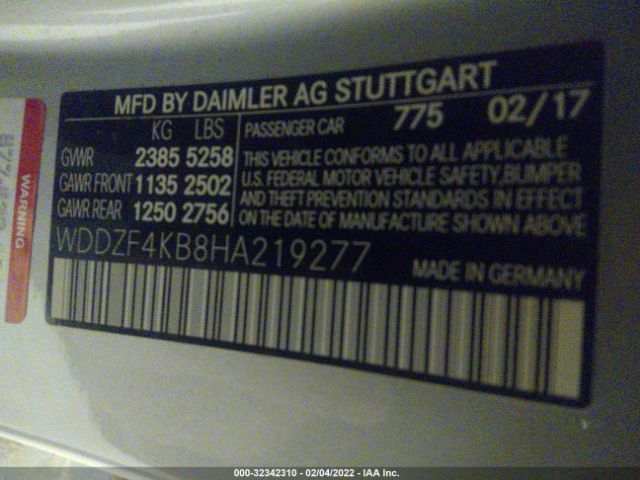 MFD BY DAIMLER AG STUTTGART
KG LBS PASSENGER CAR 775 02/17
GVWR 2385 5258 THIS VEHICLE CONFORMS TO ALL APPLICABLE
GAWR FRONT 1135 2502 U.S. FEDERAL MOTOR VEHICLE SAFETY, BUMPER
GAWR REAR 1250 2756 AND THEFT PREVENTION STANDARDS IN EFFECT
ON THE DATE OF MANUFACTURE SHOWN ABOVE
WDDZF4KB8HA219277 MADE IN GERMANY
WARNING
000-32342310 - 02/04/2022 - IAA Inc.